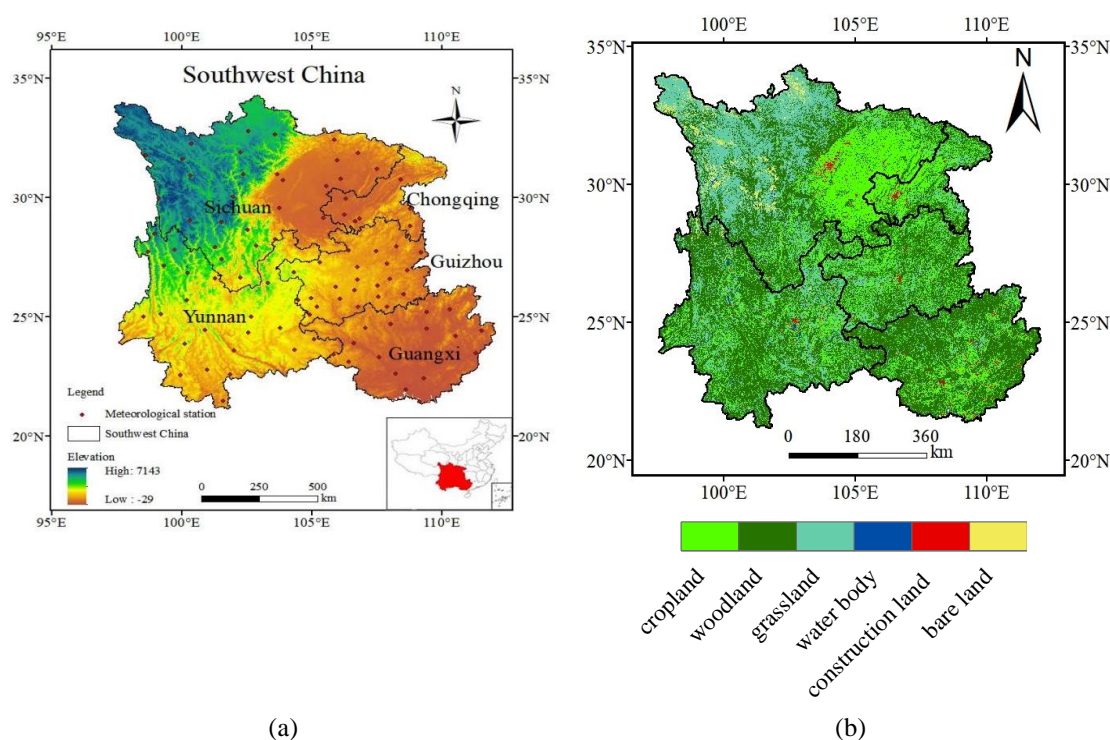 95°E 100°E 105°E 110°E
35°N
Southwest China
N
30°N
Sichuan
Chongqing
Guizhou
25°N
Yunnan
Guangxi
Legend
Meteorological station
Southwest China
20°N
Elevation
High: 7143
Low : -29
0 250 500
km
35°N
30°N
25°N
20°N
95°E 100°E 105°E 110°E
(a)
100°E 105°E 110°E
35°N
N
30°N
25°N
0 180 360
km
20°N
35°N
30°N
25°N
20°N
100°E 105°E 110°E
cropland
woodland
grassland
water body
construction land
bare land
(b)